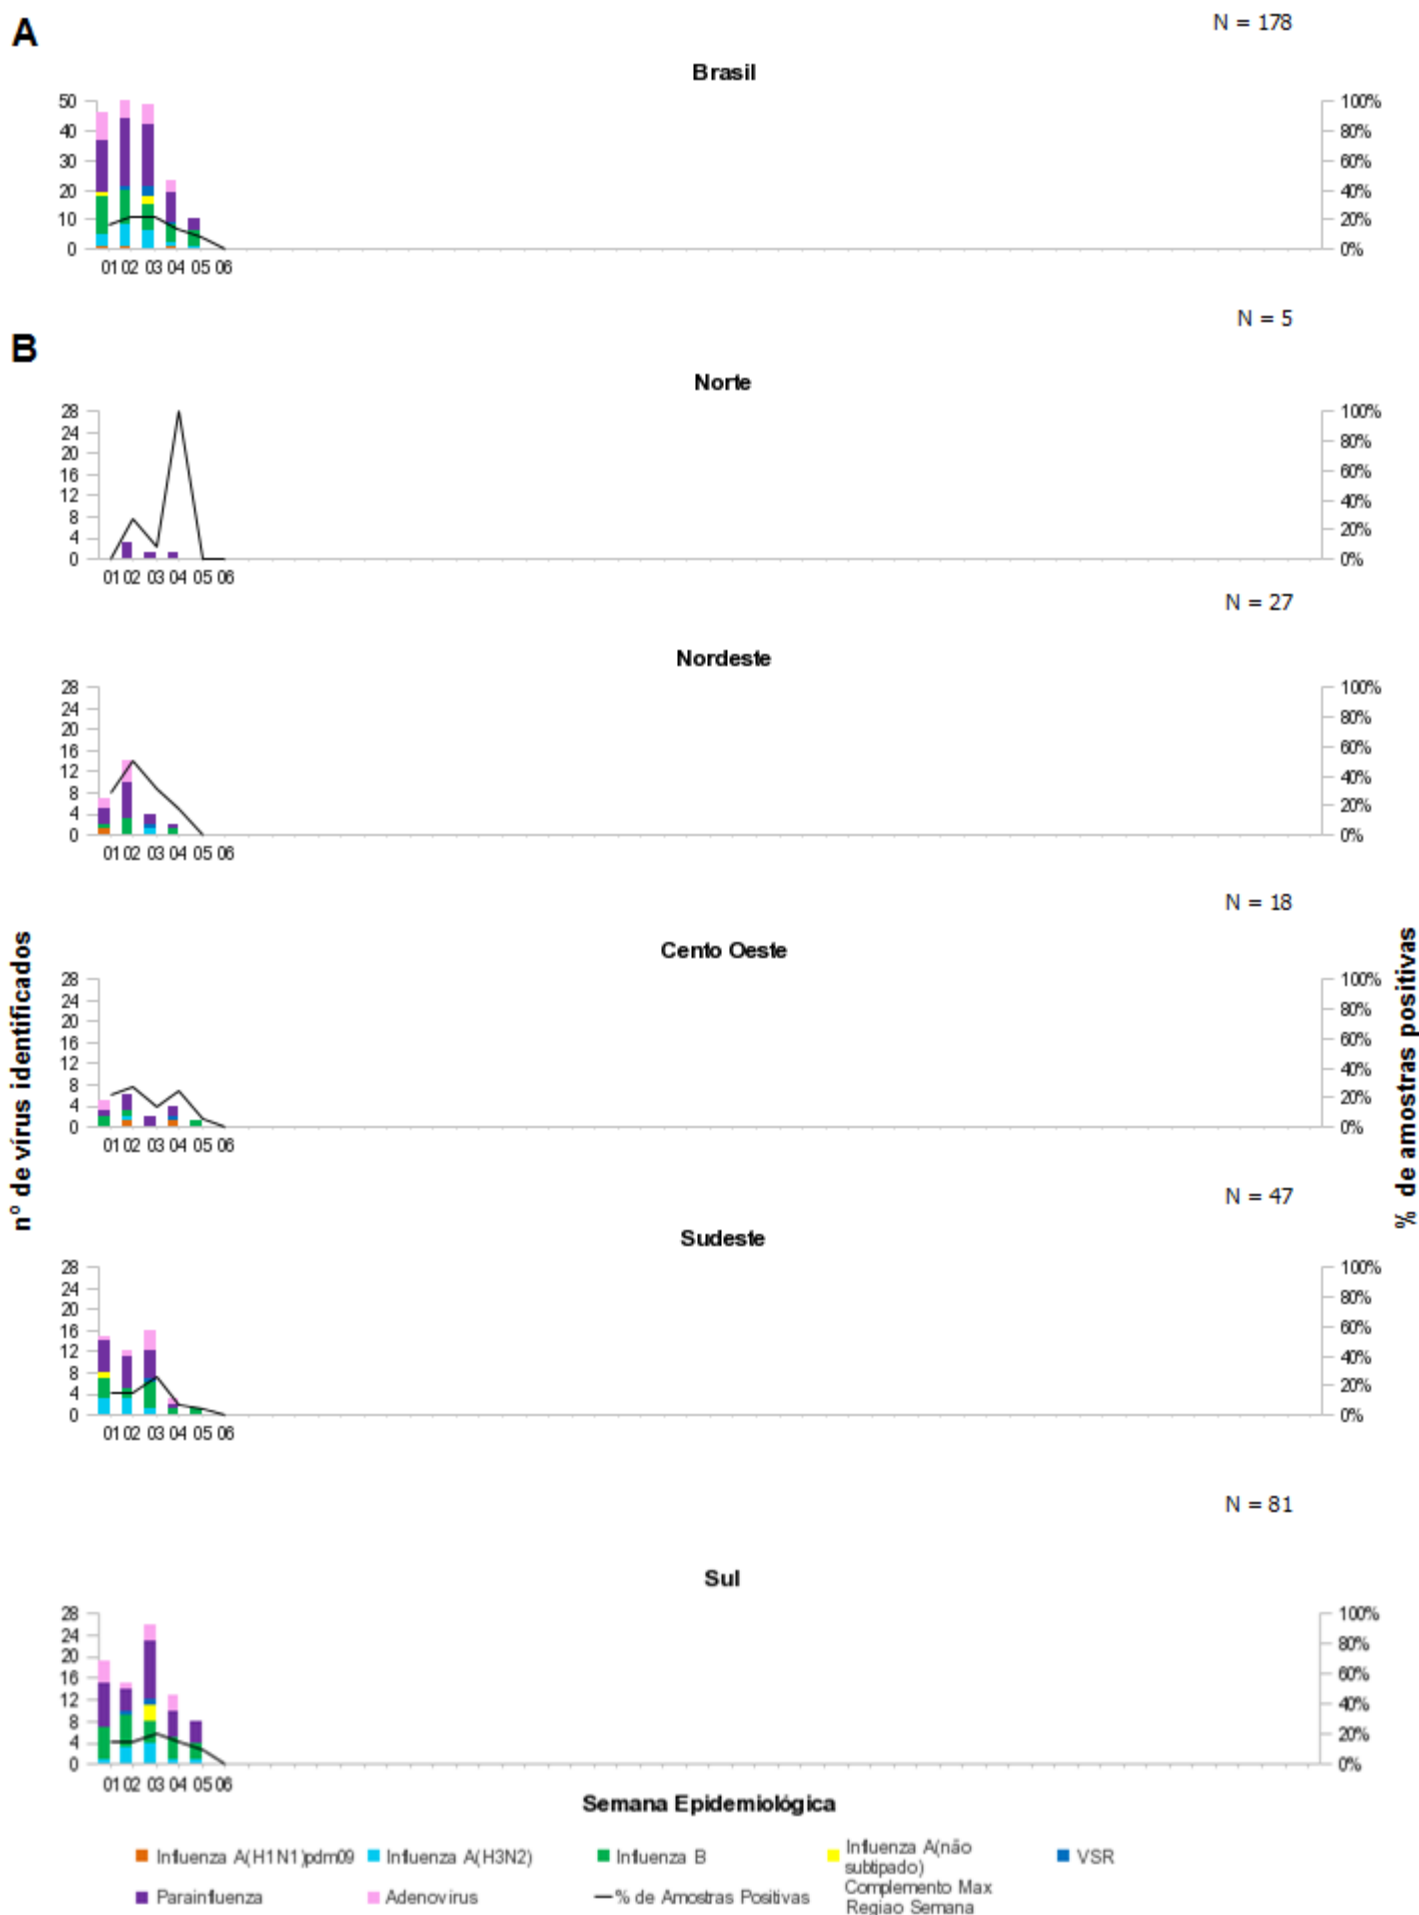 A
N = 178
Brasil
50 100%
40 80%
30 60%
20 40%
10 20%
0 0%
01 02 03 04 05 06
N = 5
B
Norte
28 100%
24 80%
20
16 60%
12 40%
8 20%
4
0 0%
01 02 03 04 05 06
N = 27
Nordeste
28 100%
24 80%
20
16 60%
12 40%
8 20%
4
0 0%
01 02 03 04 05 06
N = 18
Cento Oeste
28 100%
24 80%
20
16 60%
12 40%
8 20%
4
0 0%
01 02 03 04 05 06
nº de vírus identificados
% de amostras positivas
N = 47
Sudeste
28 100%
24 80%
20
16 60%
12 40%
8 20%
4
0 0%
01 02 03 04 05 06
N = 81
Sul
28 100%
24 80%
20
16 60%
12 40%
8 20%
4
0 0%
01 02 03 04 05 06
Semana Epidemiológica
Influenza A(H1N1)pdm09 Influenza A(H3N2) Influenza B Influenza A(não subtipado) VSR
Parainfluenza Adenovirus % de Amostras Positivas Complemento Max
Regiao Semana